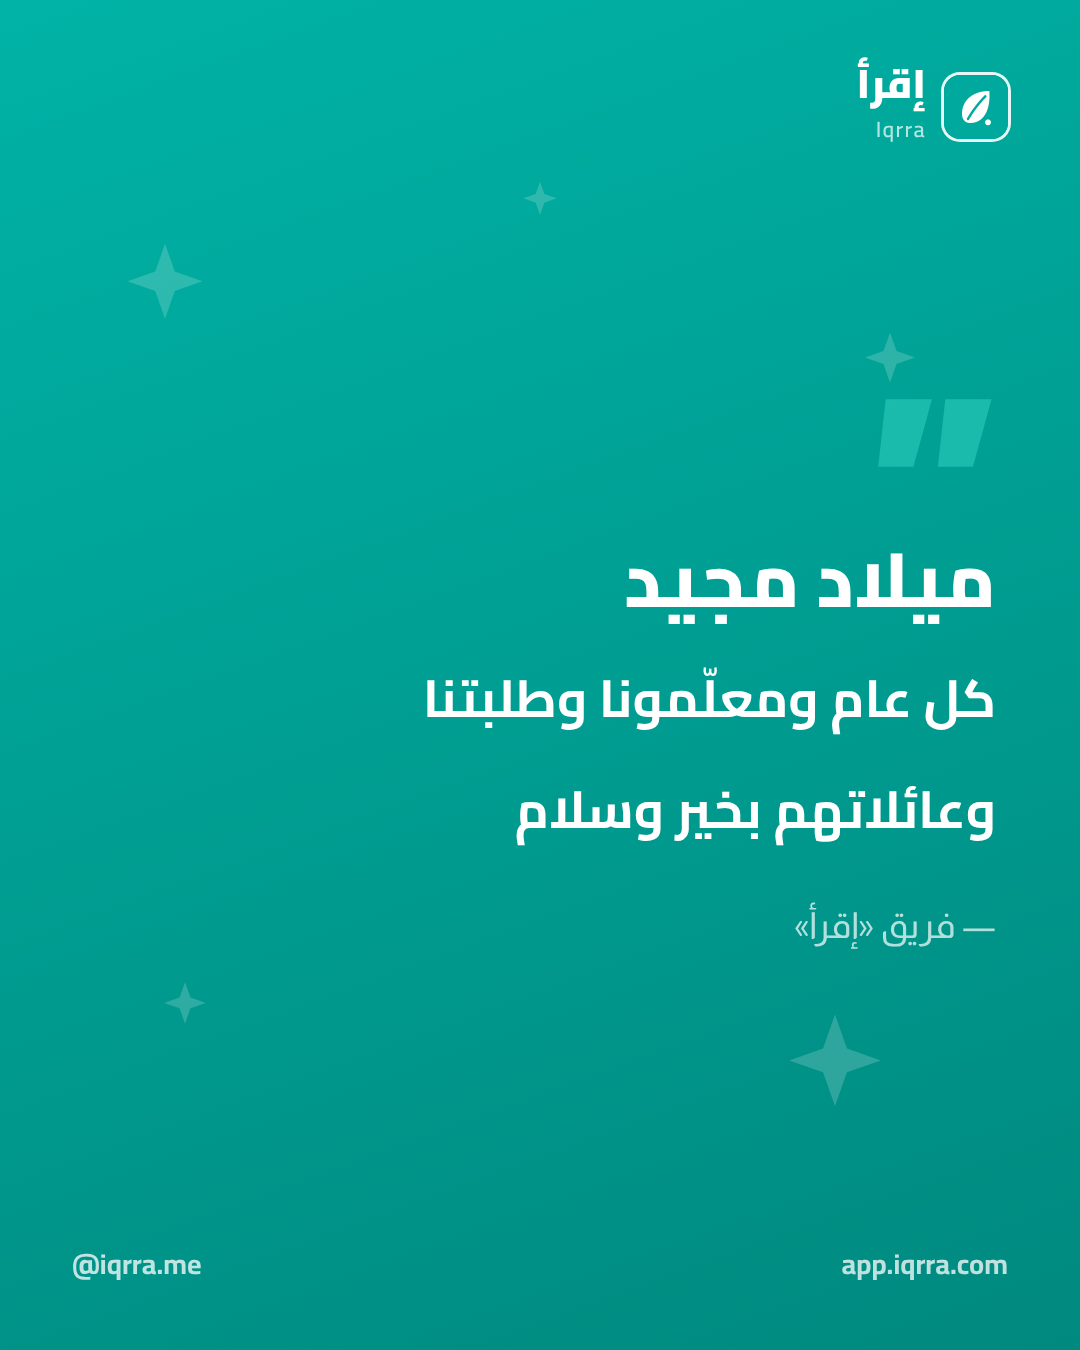 إقرأ
Iqrra
"
ميلاد مجيد
كل عام ومعلّمونا وطلبتنا
وعائلاتهم بخير وسلام
— فريق «إقرأ»
@iqrra.me
app.iqrra.com